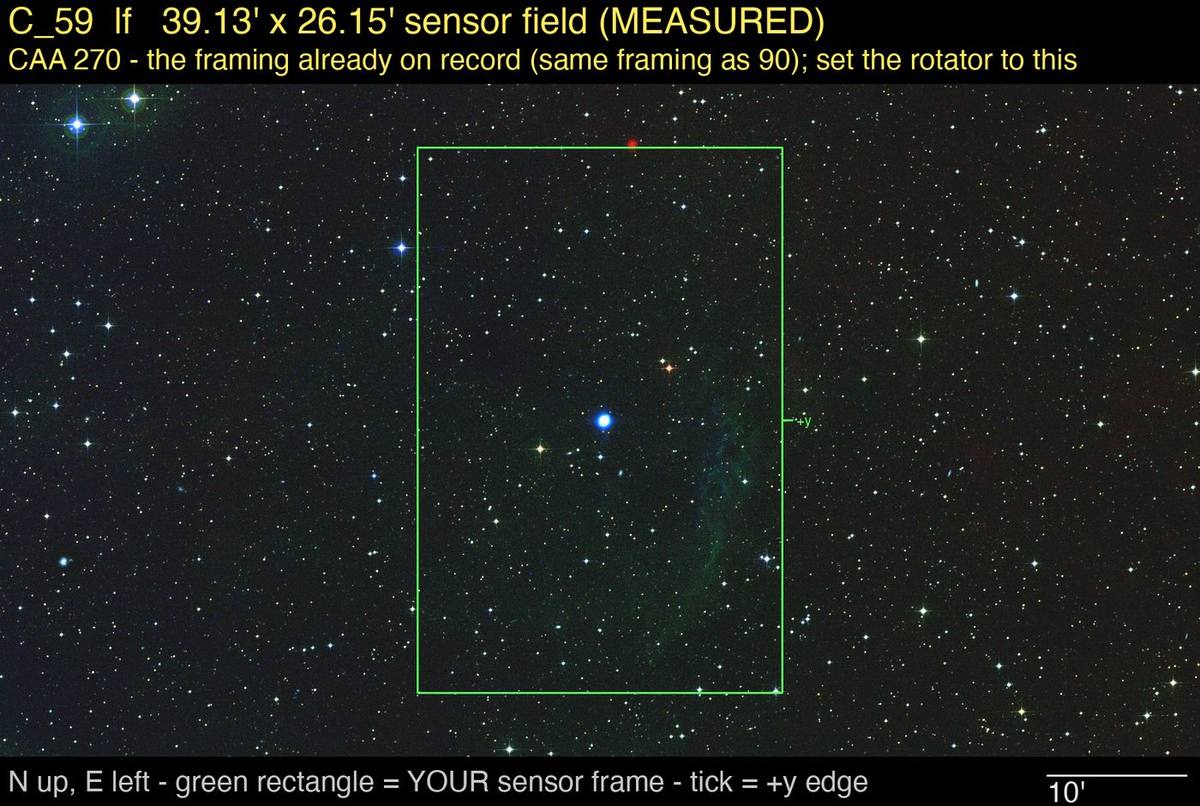 C_59 lf 39.13' x 26.15' sensor field (MEASURED)
CAA 270 - the framing already on record (same framing as 90); set the rotator to this
+y
N up, E left - green rectangle = YOUR sensor frame - tick = +y edge
10'